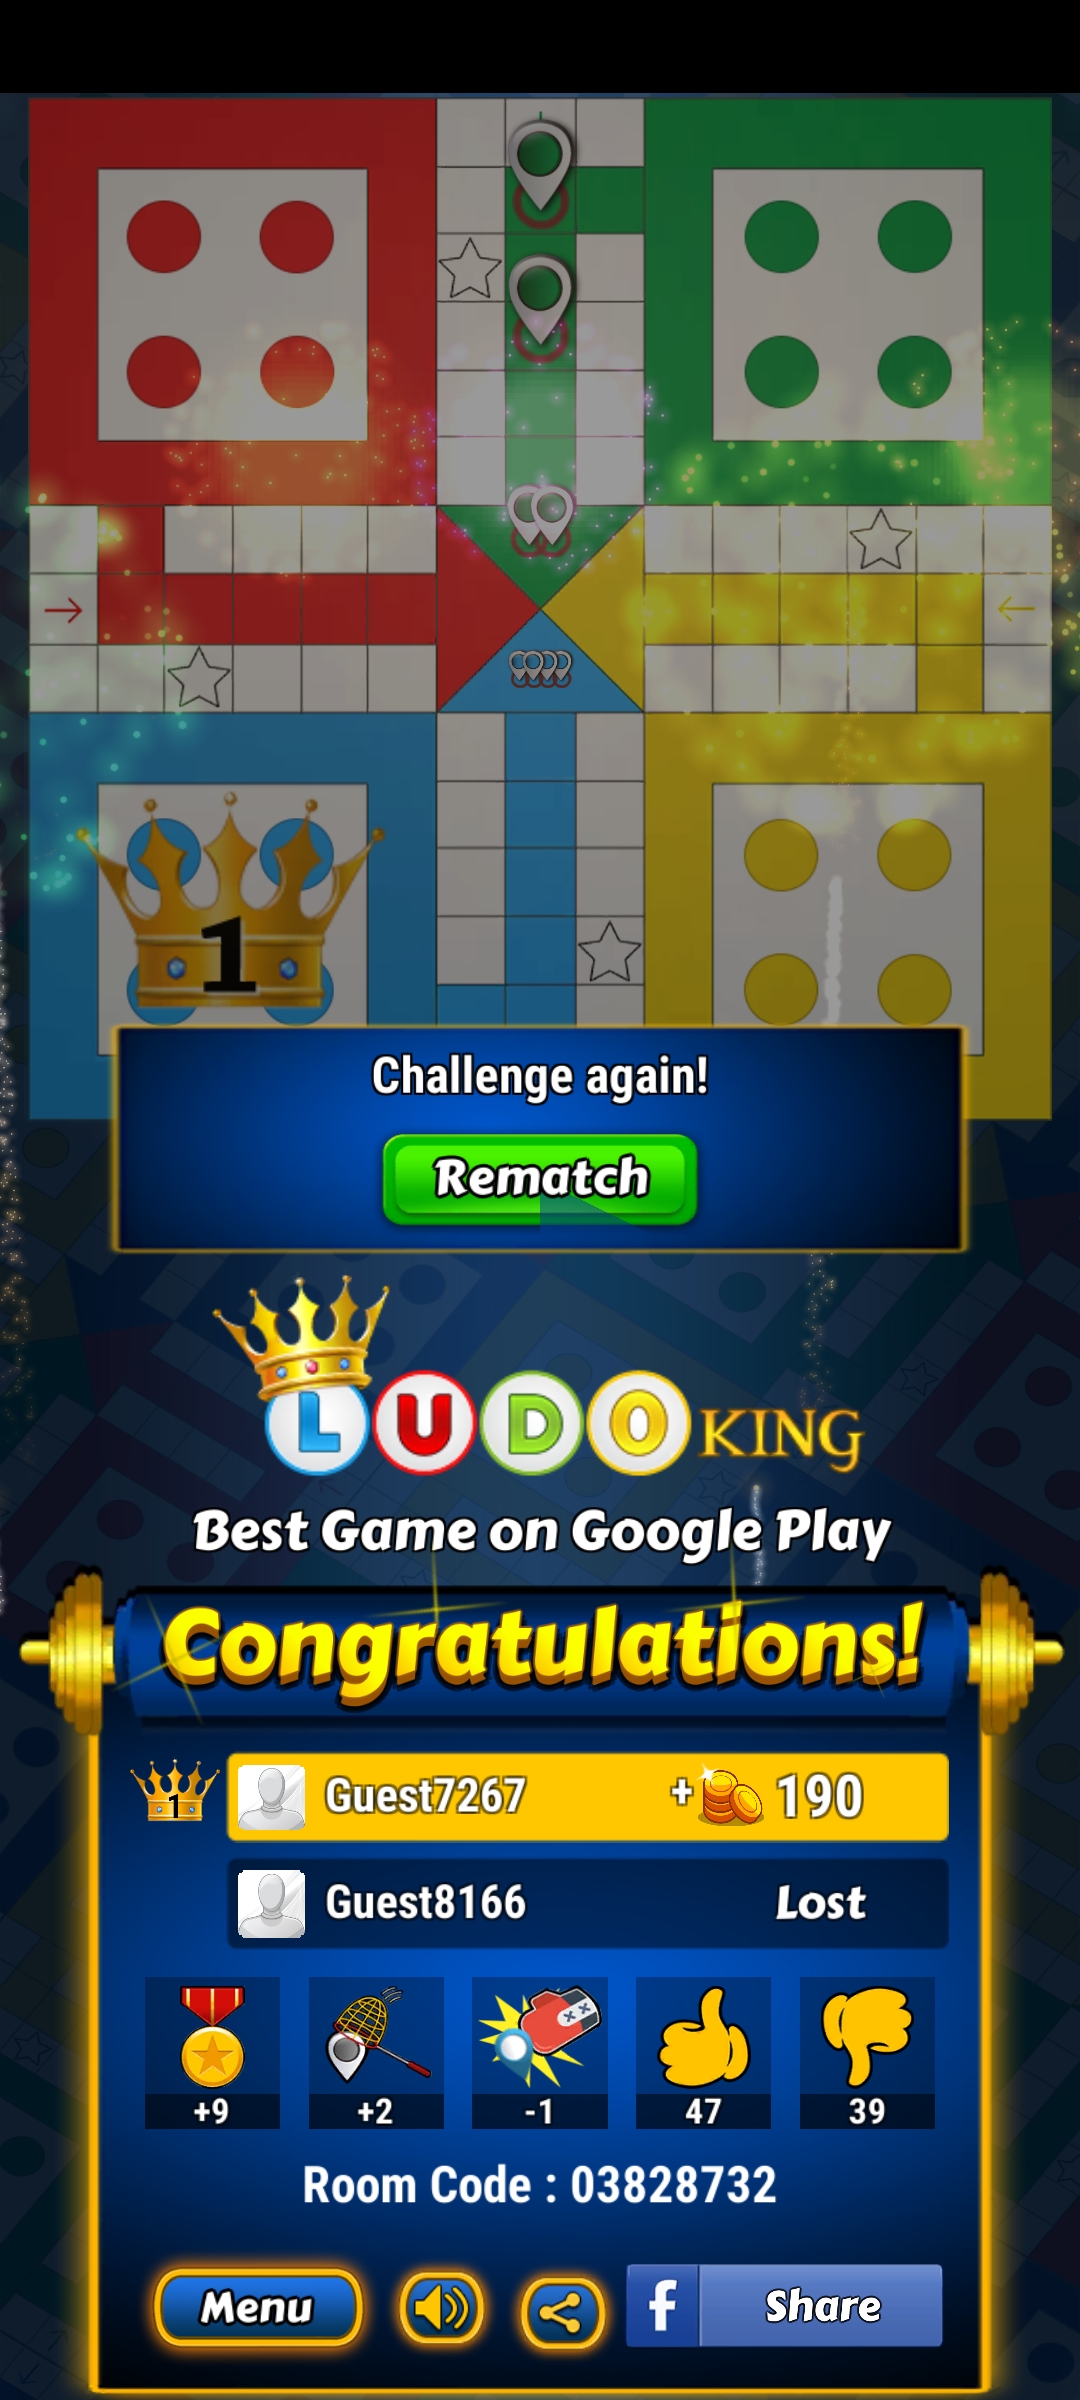 1
Challenge again!
Rematch
LUDO KING
Best Game on Google Play
Congratulations!
1 Guest7267 + 190
Guest8166 Lost
+9 +2 -1 47 39
Room Code : 03828732
Menu f Share